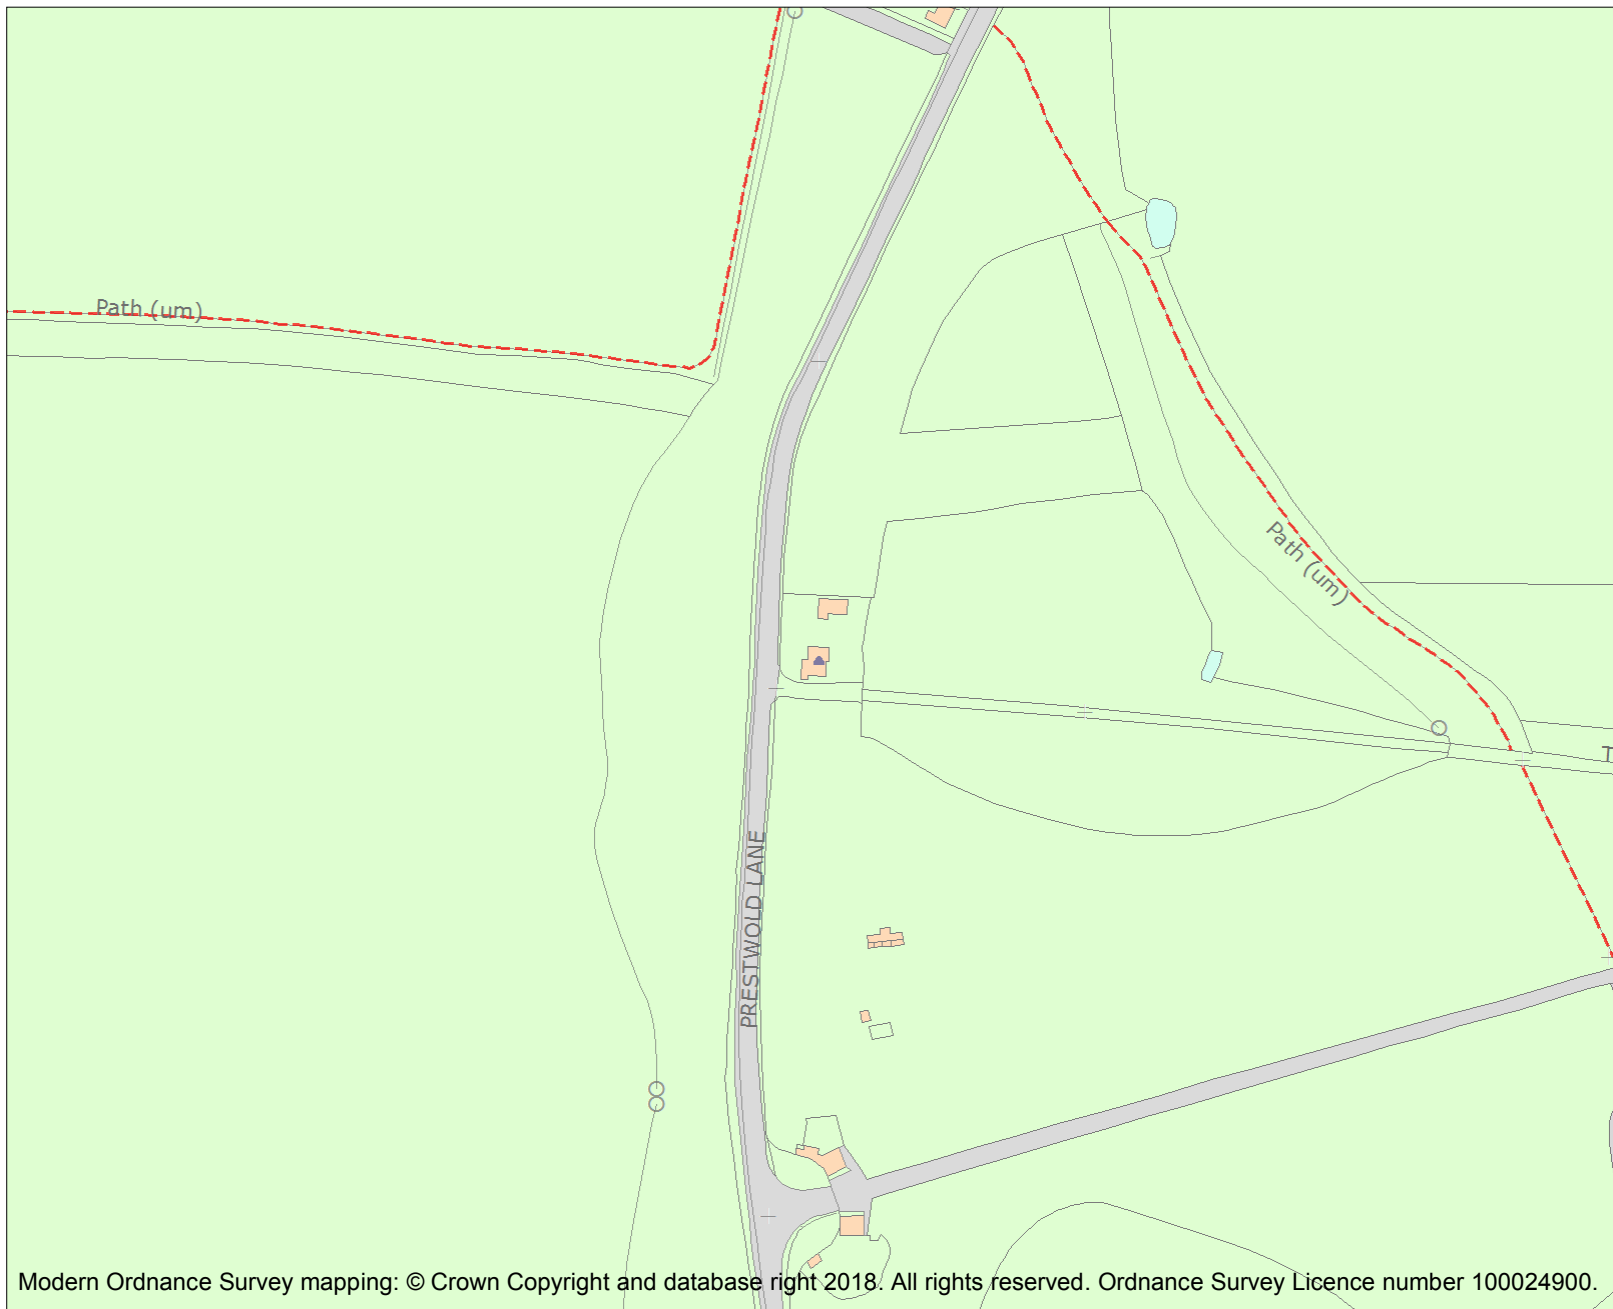 Path (um)
Path (um)
T
PRESTWOLD LANE
Modern Ordnance Survey mapping: © Crown Copyright and database right 2018. All rights reserved. Ordnance Survey Licence number 100024900.